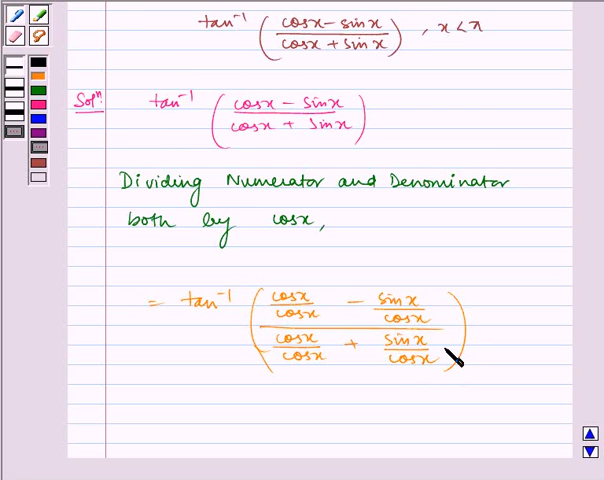 tan⁻¹ ( (cosx − sinx) / (cosx + sinx) ) , x < π
Solⁿ. tan⁻¹ ( (cosx − sinx) / (cosx + sinx) )
Dividing Numerator and Denominator
both by cosx,
= tan⁻¹ ( (cosx/cosx − sinx/cosx) / (cosx/cosx + sinx/cosx) )